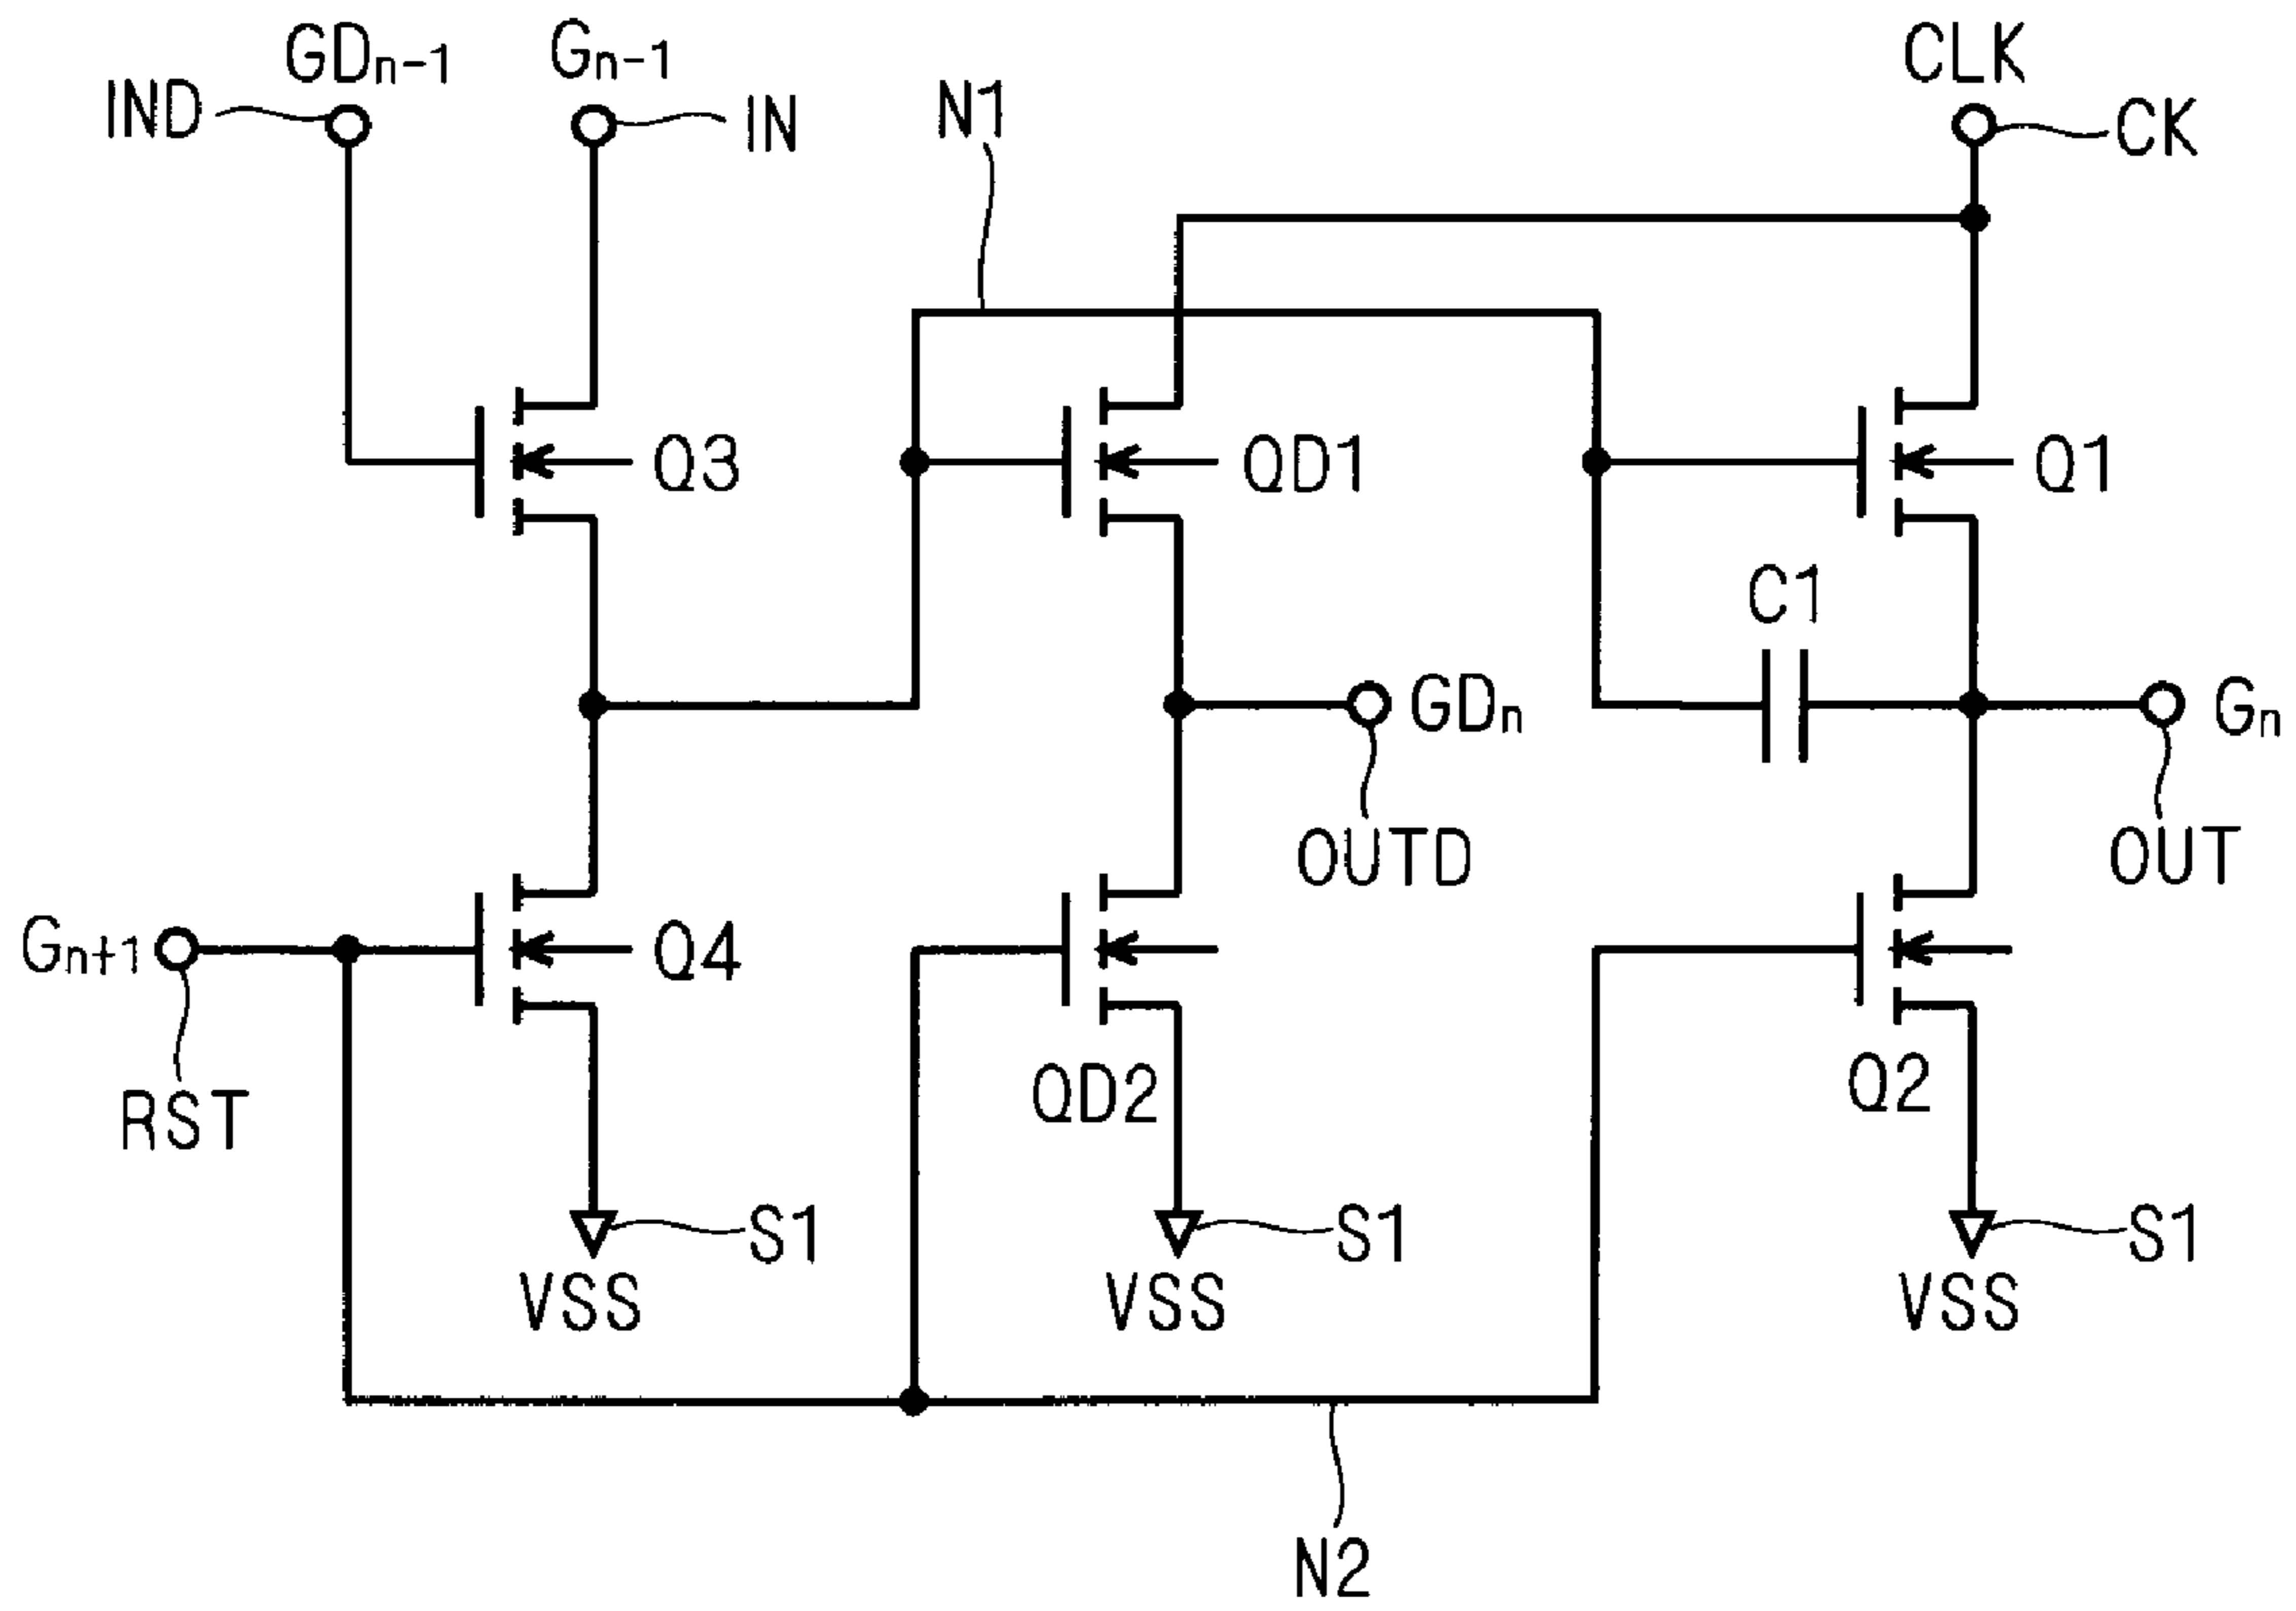 GDn-1
Gn-1
CLK
IND
IN
N1
CK
Q3
QD1
Q1
C1
GDn
Gn
OUTD
OUT
Gn+1
Q4
QD2
Q2
RST
S1
S1
S1
VSS
VSS
VSS
N2